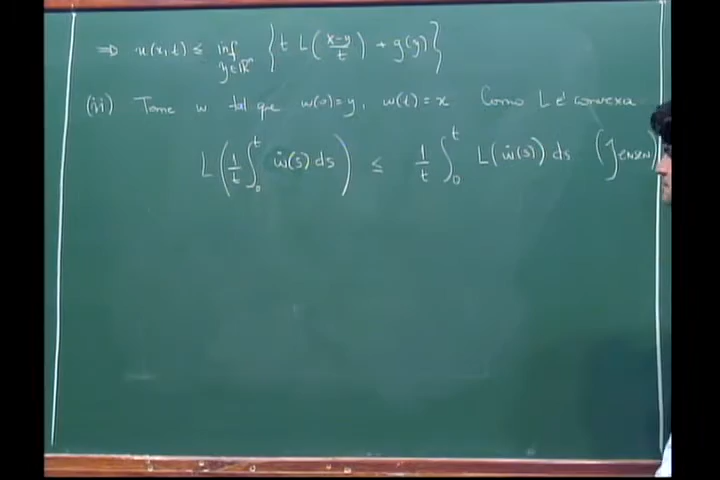 ⇒ u(x,t) ≤ inf_{y∈ℝⁿ} { t L( (x-y)/t ) + g(y) }
(ii) Tome w tal que w(0)=y, w(t)=x Como L é convexa
L( 1/t ∫₀ᵗ ẇ(s) ds ) ≤ 1/t ∫₀ᵗ L(ẇ(s)) ds (JENSEN)